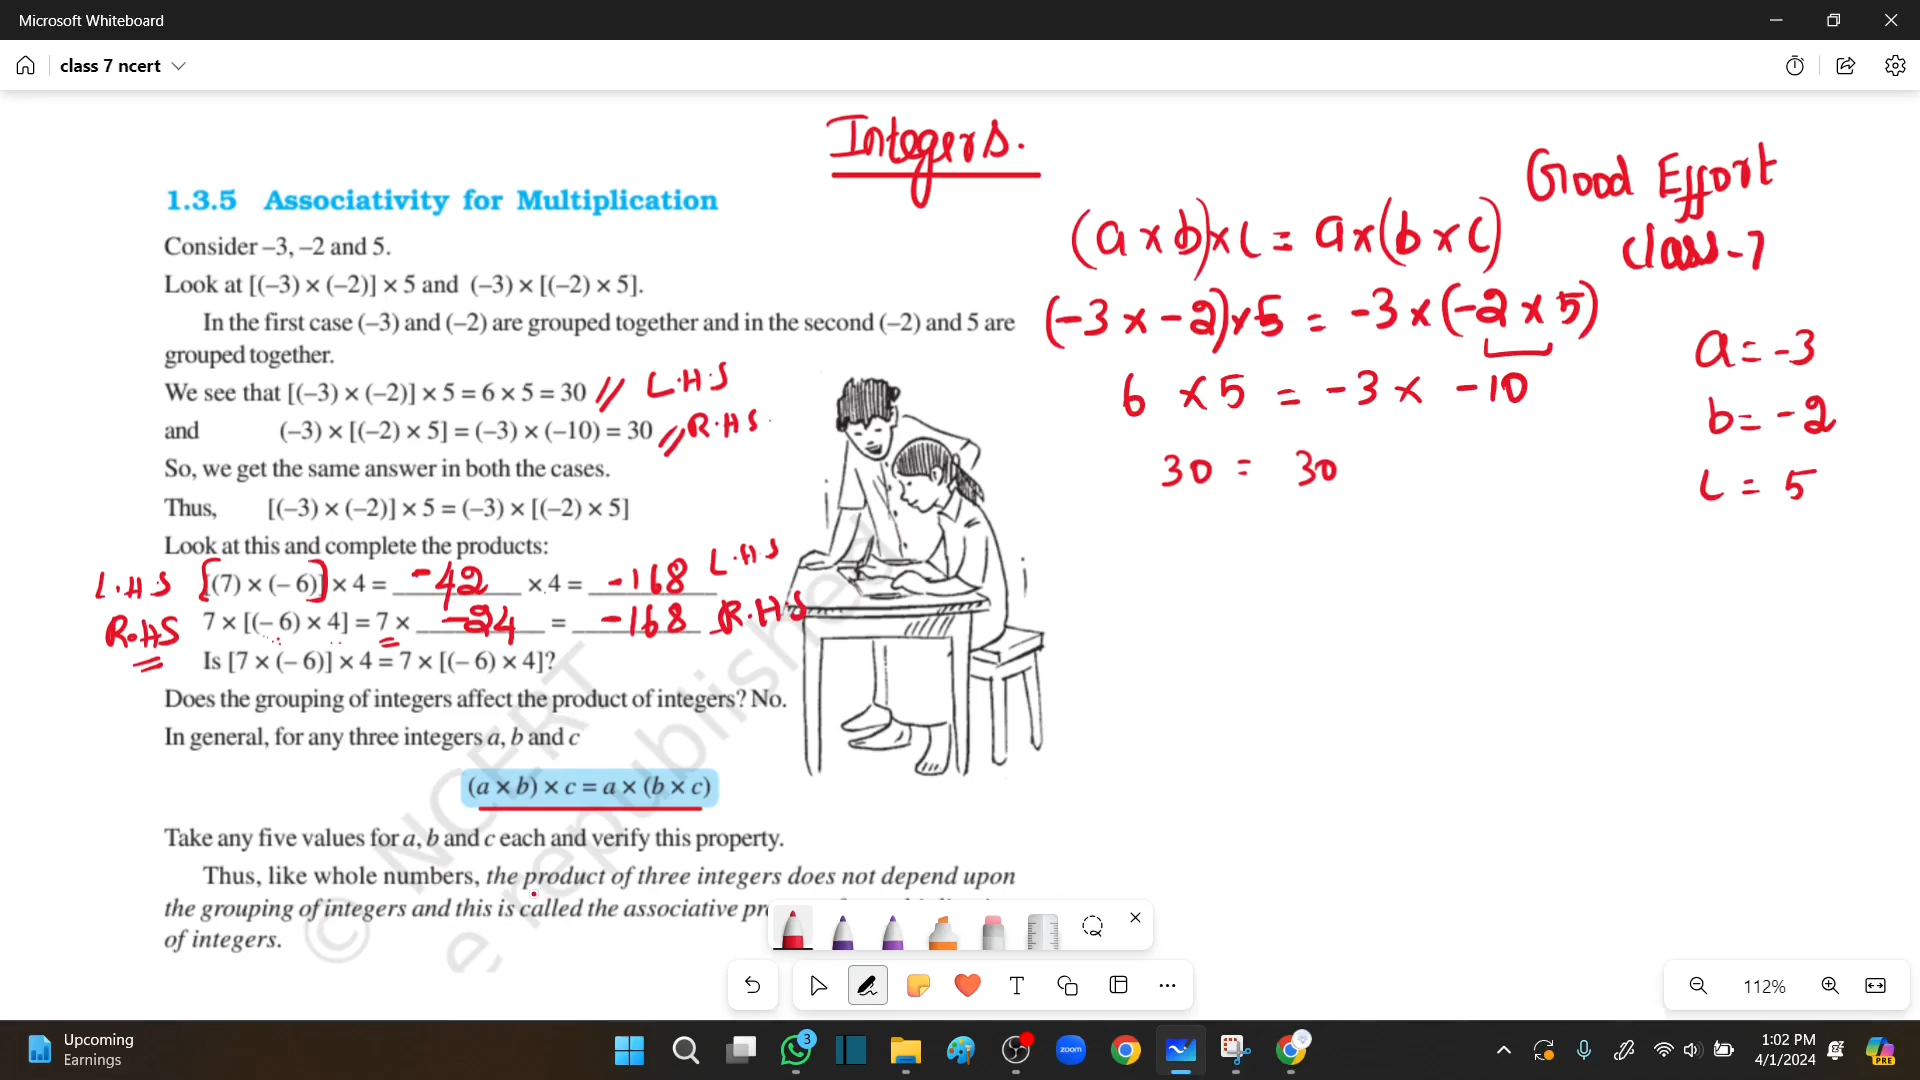 Microsoft Whiteboard
class 7 ncert
Integers.
Good Effort
class-7
1.3.5 Associativity for Multiplication
Consider –3, –2 and 5.
Look at [(–3) × (–2)] × 5 and (–3) × [(–2) × 5].
In the first case (–3) and (–2) are grouped together and in the second (–2) and 5 are
grouped together.
We see that [(–3) × (–2)] × 5 = 6 × 5 = 30 // L.H.S
and (–3) × [(–2) × 5] = (–3) × (–10) = 30 // R.H.S
So, we get the same answer in both the cases.
Thus, [(–3) × (–2)] × 5 = (–3) × [(–2) × 5]
Look at this and complete the products:
L.H.S [(7) × (– 6)] × 4 = -42 × 4 = -168 L.H.S
R.H.S 7 × [(– 6) × 4] = 7 × -24 = -168 R.H.S
Is [7 × (– 6)] × 4 = 7 × [(– 6) × 4]?
Does the grouping of integers affect the product of integers? No.
In general, for any three integers a, b and c
(a × b) × c = a × (b × c)
Take any five values for a, b and c each and verify this property.
Thus, like whole numbers, the product of three integers does not depend upon
the grouping of integers and this is called the associative
of integers.
(a × b) × c = a × (b × c)
(-3 × -2) × 5 = -3 × (-2 × 5)
6 × 5 = -3 × -10
30 = 30
a = -3
b = -2
c = 5
© NCERT
republished
112%
Upcoming
Earnings
3
zoom
1:02 PM
4/1/2024
PRE